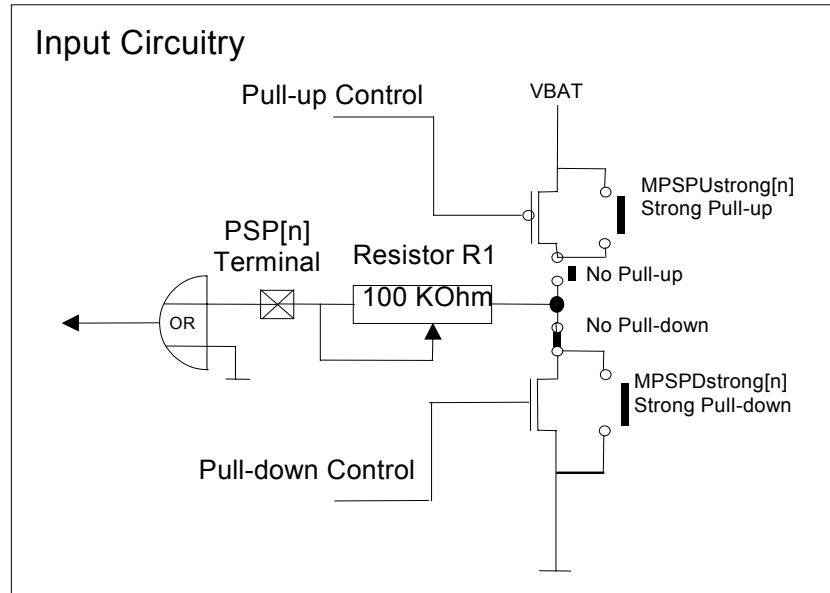 Input Circuitry
Pull-up Control
VBAT
MPSPUstrong[n]
Strong Pull-up
PSP[n]
Terminal
Resistor R1
100 KOhm
No Pull-up
OR
No Pull-down
MPSPDstrong[n]
Strong Pull-down
Pull-down Control